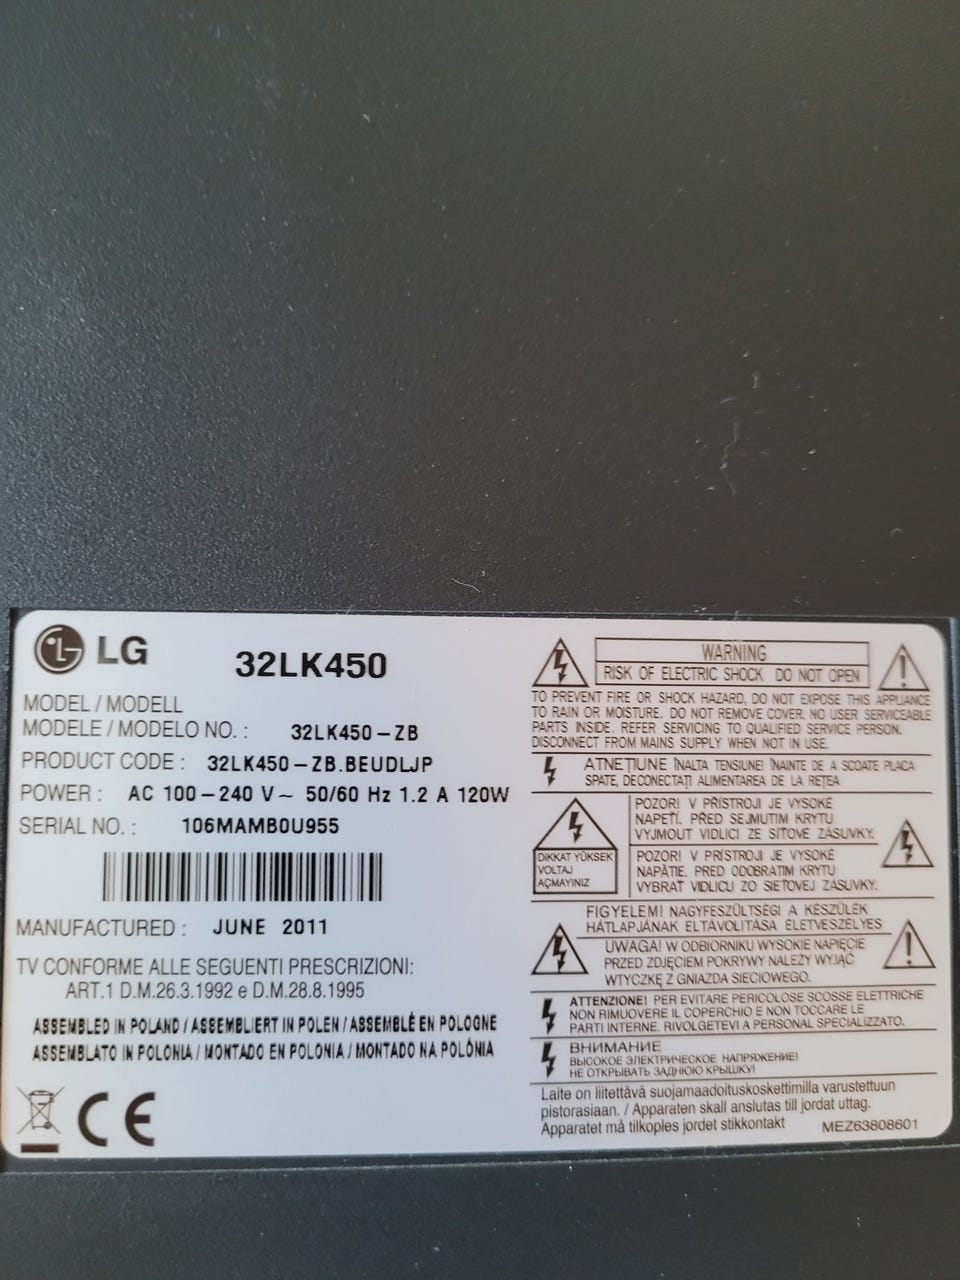 LG
32LK450
MODEL / MODELL
MODELE / MODELO NO. : 32LK450-ZB
PRODUCT CODE : 32LK450-ZB.BEUDLJP
POWER : AC 100-240 V~ 50/60 Hz 1.2 A 120W
SERIAL NO. : 106MAMB0U955
MANUFACTURED : JUNE 2011
TV CONFORME ALLE SEGUENTI PRESCRIZIONI:
ART.1 D.M.26.3.1992 e D.M.28.8.1995
ASSEMBLED IN POLAND / ASSEMBLIERT IN POLEN / ASSEMBLÉ EN POLOGNE
ASSEMBLATO IN POLONIA / MONTADO EN POLONIA / MONTADO NA POLÓNIA
CE
WARNING
RISK OF ELECTRIC SHOCK DO NOT OPEN
TO PREVENT FIRE OR SHOCK HAZARD, DO NOT EXPOSE THIS APPLIANCE
TO RAIN OR MOISTURE. DO NOT REMOVE COVER. NO USER SERVICEABLE
PARTS INSIDE. REFER SERVICING TO QUALIFIED SERVICE PERSON.
DISCONNECT FROM MAINS SUPPLY WHEN NOT IN USE.
ATNEȚIUNE ÎNALTA TENSIUNE! ÎNAINTE DE A SCOATE PLACA
SPATE, DECONECTAȚI ALIMENTAREA DE LA REȚEA
DIKKAT YÜKSEK
VOLTAJ
AÇMAYINIZ
POZOR! V PŘÍSTROJI JE VYSOKÉ
NAPĚTÍ. PŘED SEJMUTIM KRYTU
VYJMOUT VIDLICI ZE SÍŤOVÉ ZÁSUVKY.
POZOR! V PRÍSTROJI JE VYSOKÉ
NAPÄTIE. PRED ODOBRATIM KRYTU
VYBRAŤ VIDLICU ZO SIEŤOVEJ ZÁSUVKY.
FIGYELEM! NAGYFESZÜLTSÉG! A KÉSZÜLÉK
HÁTLAPJÁNAK ELTÁVOLÍTÁSA ÉLETVESZÉLYES
UWAGA! W ODBIORNIKU WYSOKIE NAPIĘCIE
PRZED ZDJĘCIEM POKRYWY NALEŻY WYJĄĆ
WTYCZKĘ Z GNIAZDA SIECIOWEGO.
ATTENZIONE! PER EVITARE PERICOLOSE SCOSSE ELETTRICHE
NON RIMUOVERE IL COPERCHIO E NON TOCCARE LE
PARTI INTERNE. RIVOLGETEVI A PERSONAL SPECIALIZZATO.
ВНИМАНИЕ
ВЫСОКОЕ ЭЛЕКТРИЧЕСКОЕ НАПРЯЖЕНИЕ!
НЕ ОТКРЫВАТЬ ЗАДНЮЮ КРЫШКУ!
Laite on liitettävä suojamaadoituskoskettimilla varustettuun
pistorasiaan. / Apparaten skall anslutas till jordat uttag.
Apparatet må tilkoples jordet stikkontakt
MEZ63808601